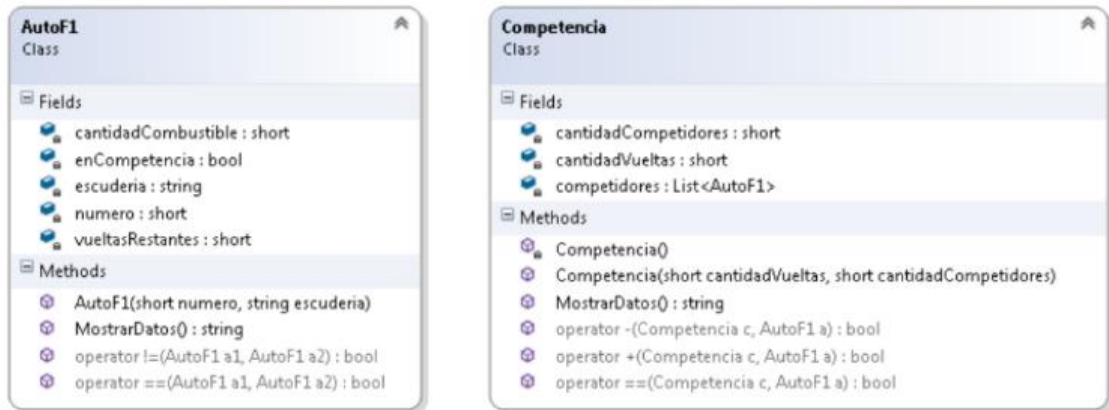 AutoF1
Class
Fields
cantidadCombustible : short
enCompetencia : bool
escuderia : string
numero : short
vueltasRestantes : short
Methods
AutoF1(short numero, string escuderia)
MostrarDatos() : string
operator !=(AutoF1 a1, AutoF1 a2) : bool
operator ==(AutoF1 a1, AutoF1 a2) : bool
Competencia
Class
Fields
cantidadCompetidores : short
cantidadVueltas : short
competidores : List<AutoF1>
Methods
Competencia()
Competencia(short cantidadVueltas, short cantidadCompetidores)
MostrarDatos() : string
operator -(Competencia c, AutoF1 a) : bool
operator +(Competencia c, AutoF1 a) : bool
operator ==(Competencia c, AutoF1 a) : bool